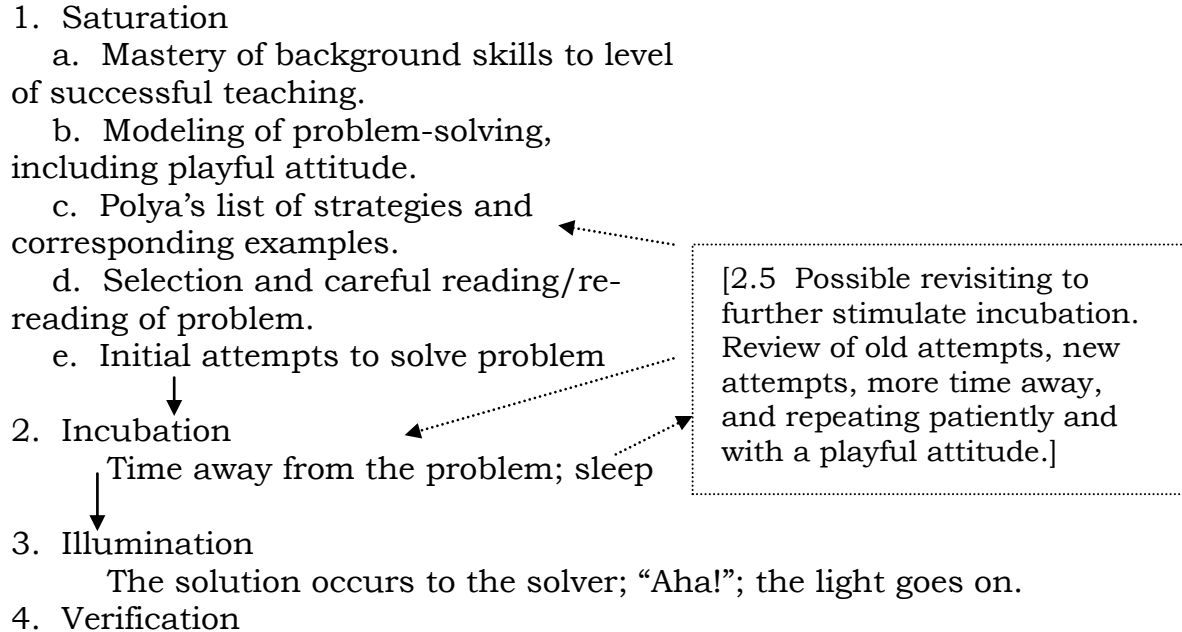 1. Saturation
a. Mastery of background skills to level
of successful teaching.
b. Modeling of problem-solving,
including playful attitude.
c. Polya’s list of strategies and
corresponding examples.
d. Selection and careful reading/re-
reading of problem.
e. Initial attempts to solve problem
[2.5 Possible revisiting to
further stimulate incubation.
Review of old attempts, new
attempts, more time away,
and repeating patiently and
with a playful attitude.]
2. Incubation
Time away from the problem; sleep
3. Illumination
The solution occurs to the solver; “Aha!”; the light goes on.
4. Verification